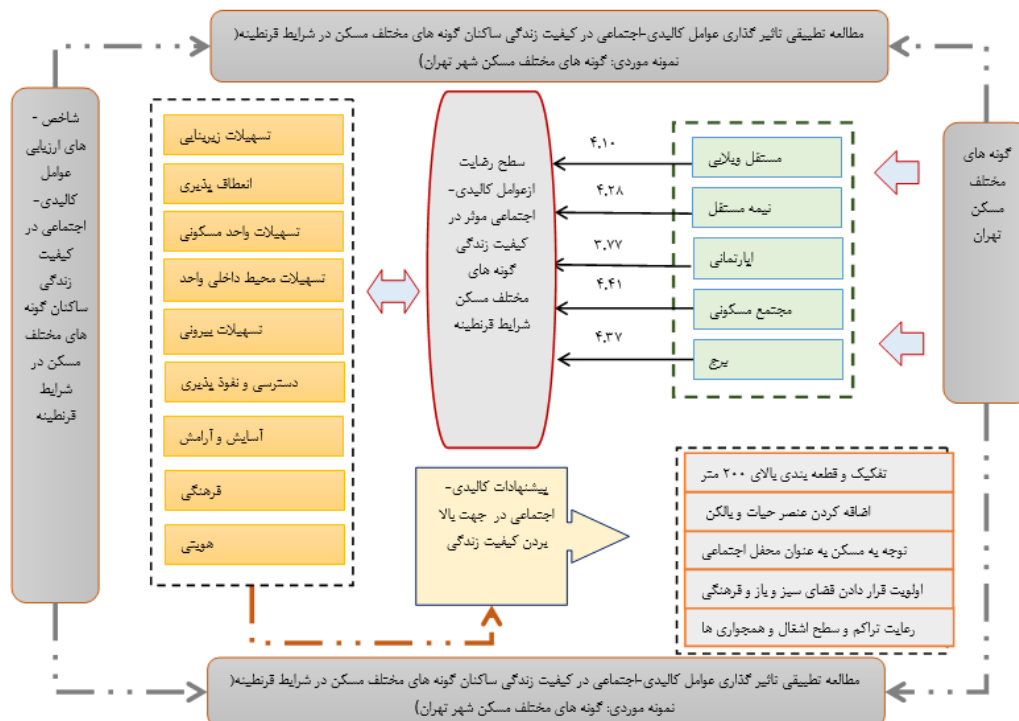 مطالعه تطبیقی تاثیر گذاری عوامل کالبدی-اجتماعی در کیفیت زندگی ساکنان گونه های مختلف مسکن در شرایط قرنطینه(
نمونه موردی: گونه های مختلف مسکن شهر تهران)
گونه های
مختلف
مسکن
تهران
مستقل ویلایی
نیمه مستقل
اپارتمانی
مجتمع مسکونی
برج
۴.۱۰
۴.۲۸
۳.۷۷
۴.۴۱
۴.۳۷
سطح رضایت
ازعوامل کالبدی-
اجتماعی موثر در
کیفیت زندگی
گونه های
مختلف مسکن
شرایط قرنطینه
تسهیلات زیربنایی
انعطاق پذیری
تسهیلات واحد مسکونی
تسهیلات محیط داخلی واحد
تسهیلات بیرونی
دسترسی و نفوذ پذیری
آسایش و آرامش
فرهنگی
هویتی
شاخص -
های ارزیابی
عوامل
کالبدی-
اجتماعی در
کیفیت
زندگی
ساکنان گونه
های مختلف
مسکن در
شرایط
قرنطینه
پیشنهادات کالبدی-
اجتماعی در جهت بالا
بردن کیفیت زندگی
تفکیک و قطعه بندی بالای ۲۰۰ متر
اضافه کردن عنصر حیات و بالکن
توجه به مسکن به عنوان محفل اجتماعی
اولویت قرار دادن فضای سبز و باز و فرهنگی
رعایت تراکم و سطح اشغال و همجواری ها
مطالعه تطبیقی تاثیر گذاری عوامل کالبدی-اجتماعی در کیفیت زندگی ساکنان گونه های مختلف مسکن در شرایط قرنطینه(
نمونه موردی: گونه های مختلف مسکن شهر تهران)